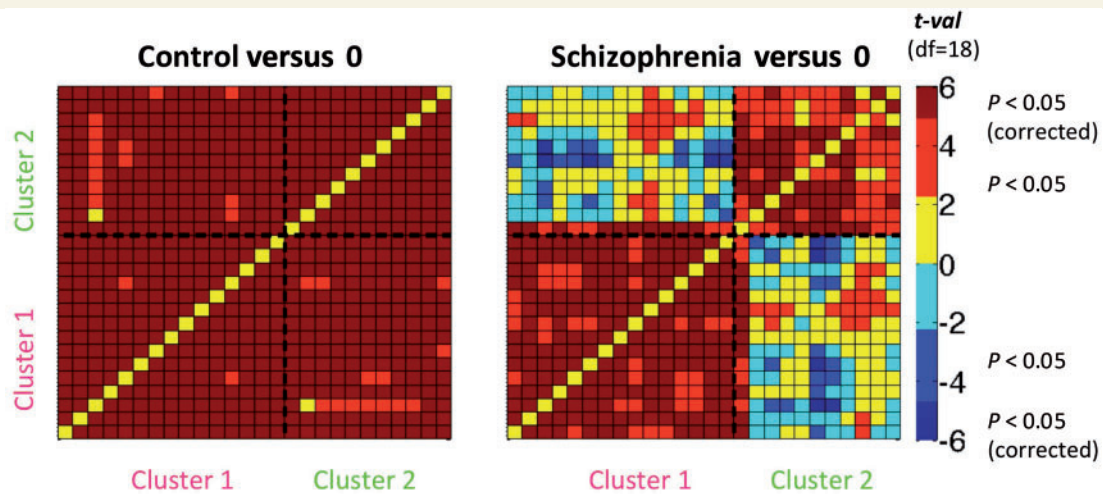 t-val
(df=18)
Control versus 0
Schizophrenia versus 0
6
4
2
0
-2
-4
-6
P < 0.05
(corrected)
P < 0.05
P < 0.05
P < 0.05
(corrected)
Cluster 2
Cluster 1
Cluster 1
Cluster 2
Cluster 1
Cluster 2